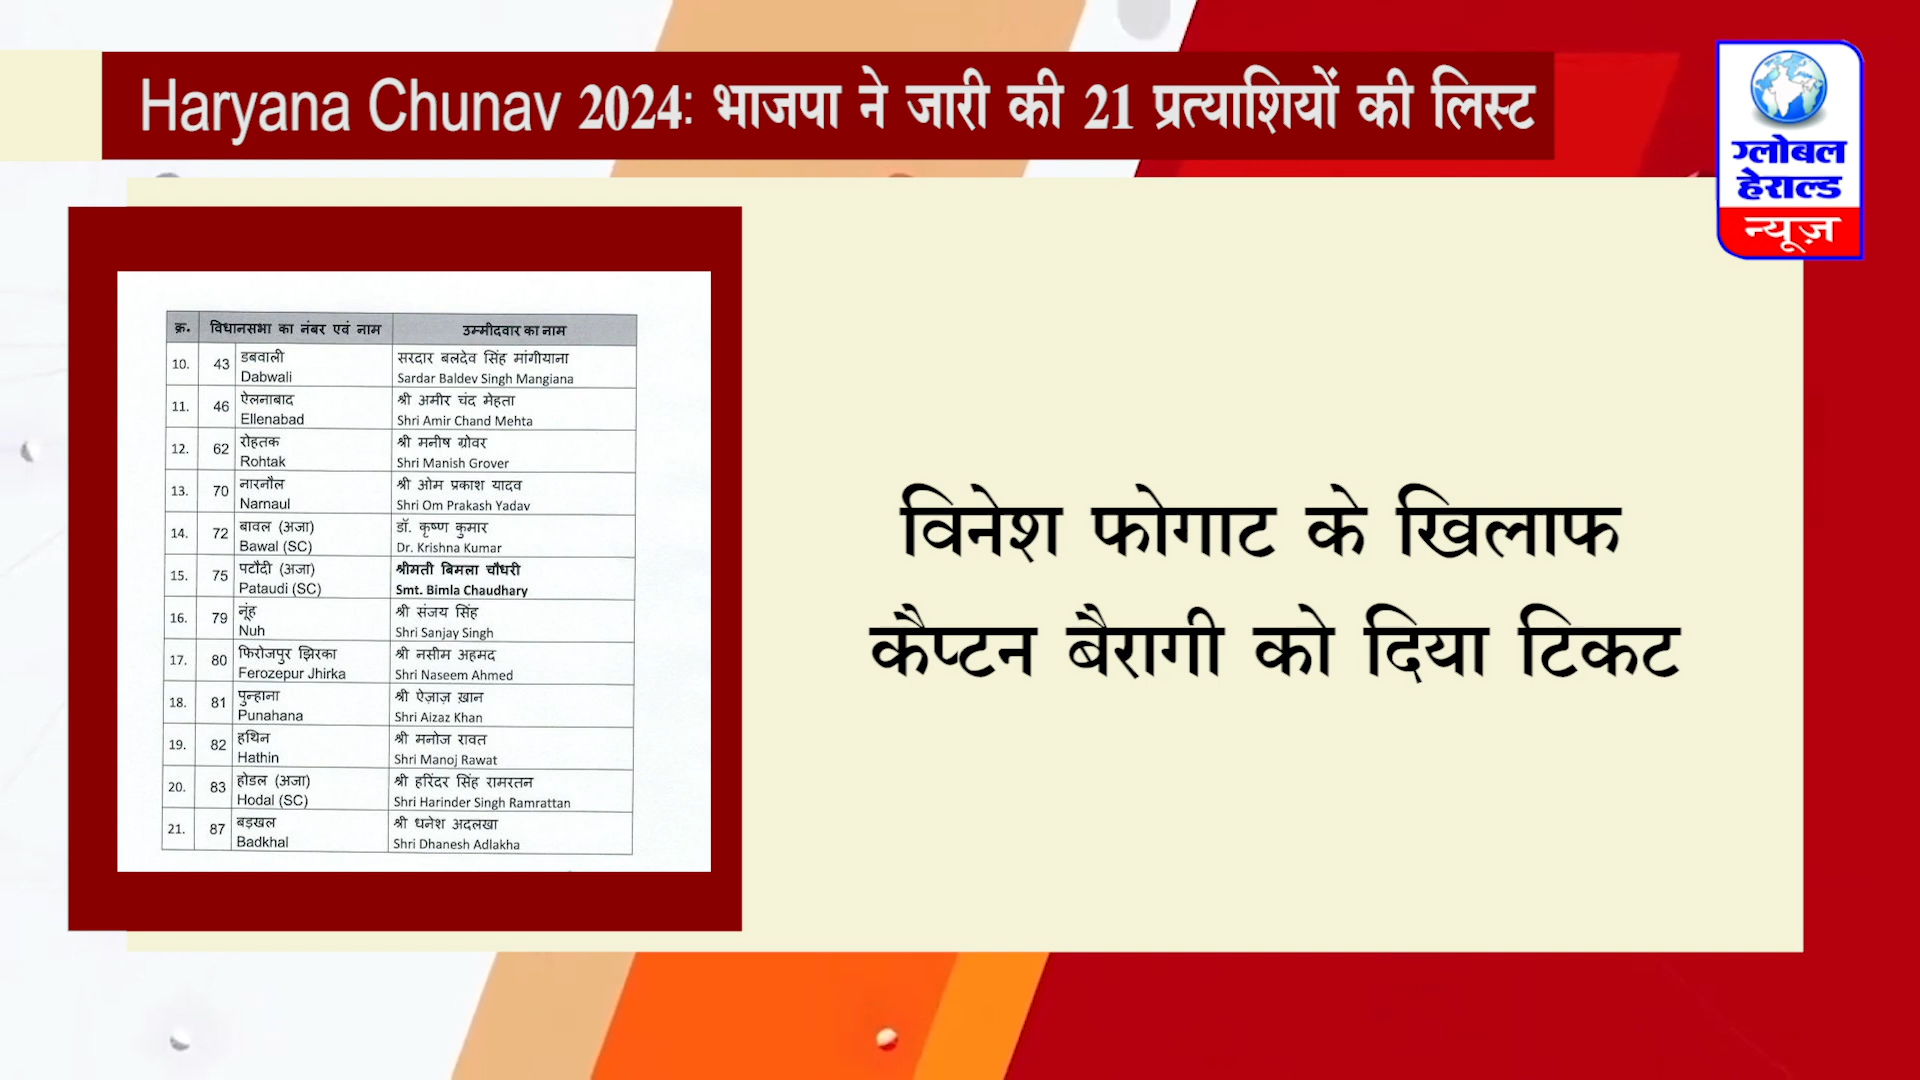 Haryana Chunav 2024: भाजपा ने जारी की 21 प्रत्याशियों की लिस्ट
ग्लोबल
हेराल्ड
न्यूज़
क्र. विधानसभा का नंबर एवं नाम उम्मीदवार का नाम
10. 43 डबवाली सरदार बलदेव सिंह मांगीयाना
Dabwali Sardar Baldev Singh Mangiana
11. 46 ऐलनाबाद श्री अमीर चंद मेहता
Ellenabad Shri Amir Chand Mehta
12. 62 रोहतक श्री मनीष ग्रोवर
Rohtak Shri Manish Grover
13. 70 नारनौल श्री ओम प्रकाश यादव
Narnaul Shri Om Prakash Yadav
14. 72 बावल (अजा) डॉ. कृष्ण कुमार
Bawal (SC) Dr. Krishna Kumar
15. 75 पटौदी (अजा) श्रीमती बिमला चौधरी
Pataudi (SC) Smt. Bimla Chaudhary
16. 79 नूंह श्री संजय सिंह
Nuh Shri Sanjay Singh
17. 80 फिरोजपुर झिरका श्री नसीम अहमद
Ferozepur Jhirka Shri Naseem Ahmed
18. 81 पुन्हाना श्री ऐज़ाज़ ख़ान
Punahana Shri Aizaz Khan
19. 82 हथिन श्री मनोज रावत
Hathin Shri Manoj Rawat
20. 83 होडल (अजा) श्री हरिंदर सिंह रामरतन
Hodal (SC) Shri Harinder Singh Ramrattan
21. 87 बड़खल श्री धनेश अदलखा
Badkhal Shri Dhanesh Adlakha
विनेश फोगाट के खिलाफ
कैप्टन बैरागी को दिया टिकट